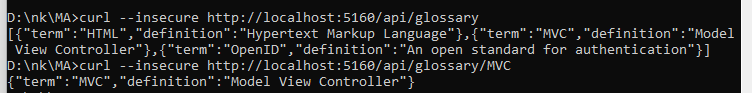 D:\nk\MA>curl --insecure http://localhost:5160/api/glossary
[{"term":"HTML","definition":"Hypertext Markup Language"},{"term":"MVC","definition":"Model
View Controller"},{"term":"OpenID","definition":"An open standard for authentication"}]
D:\nk\MA>curl --insecure http://localhost:5160/api/glossary/MVC
{"term":"MVC","definition":"Model View Controller"}